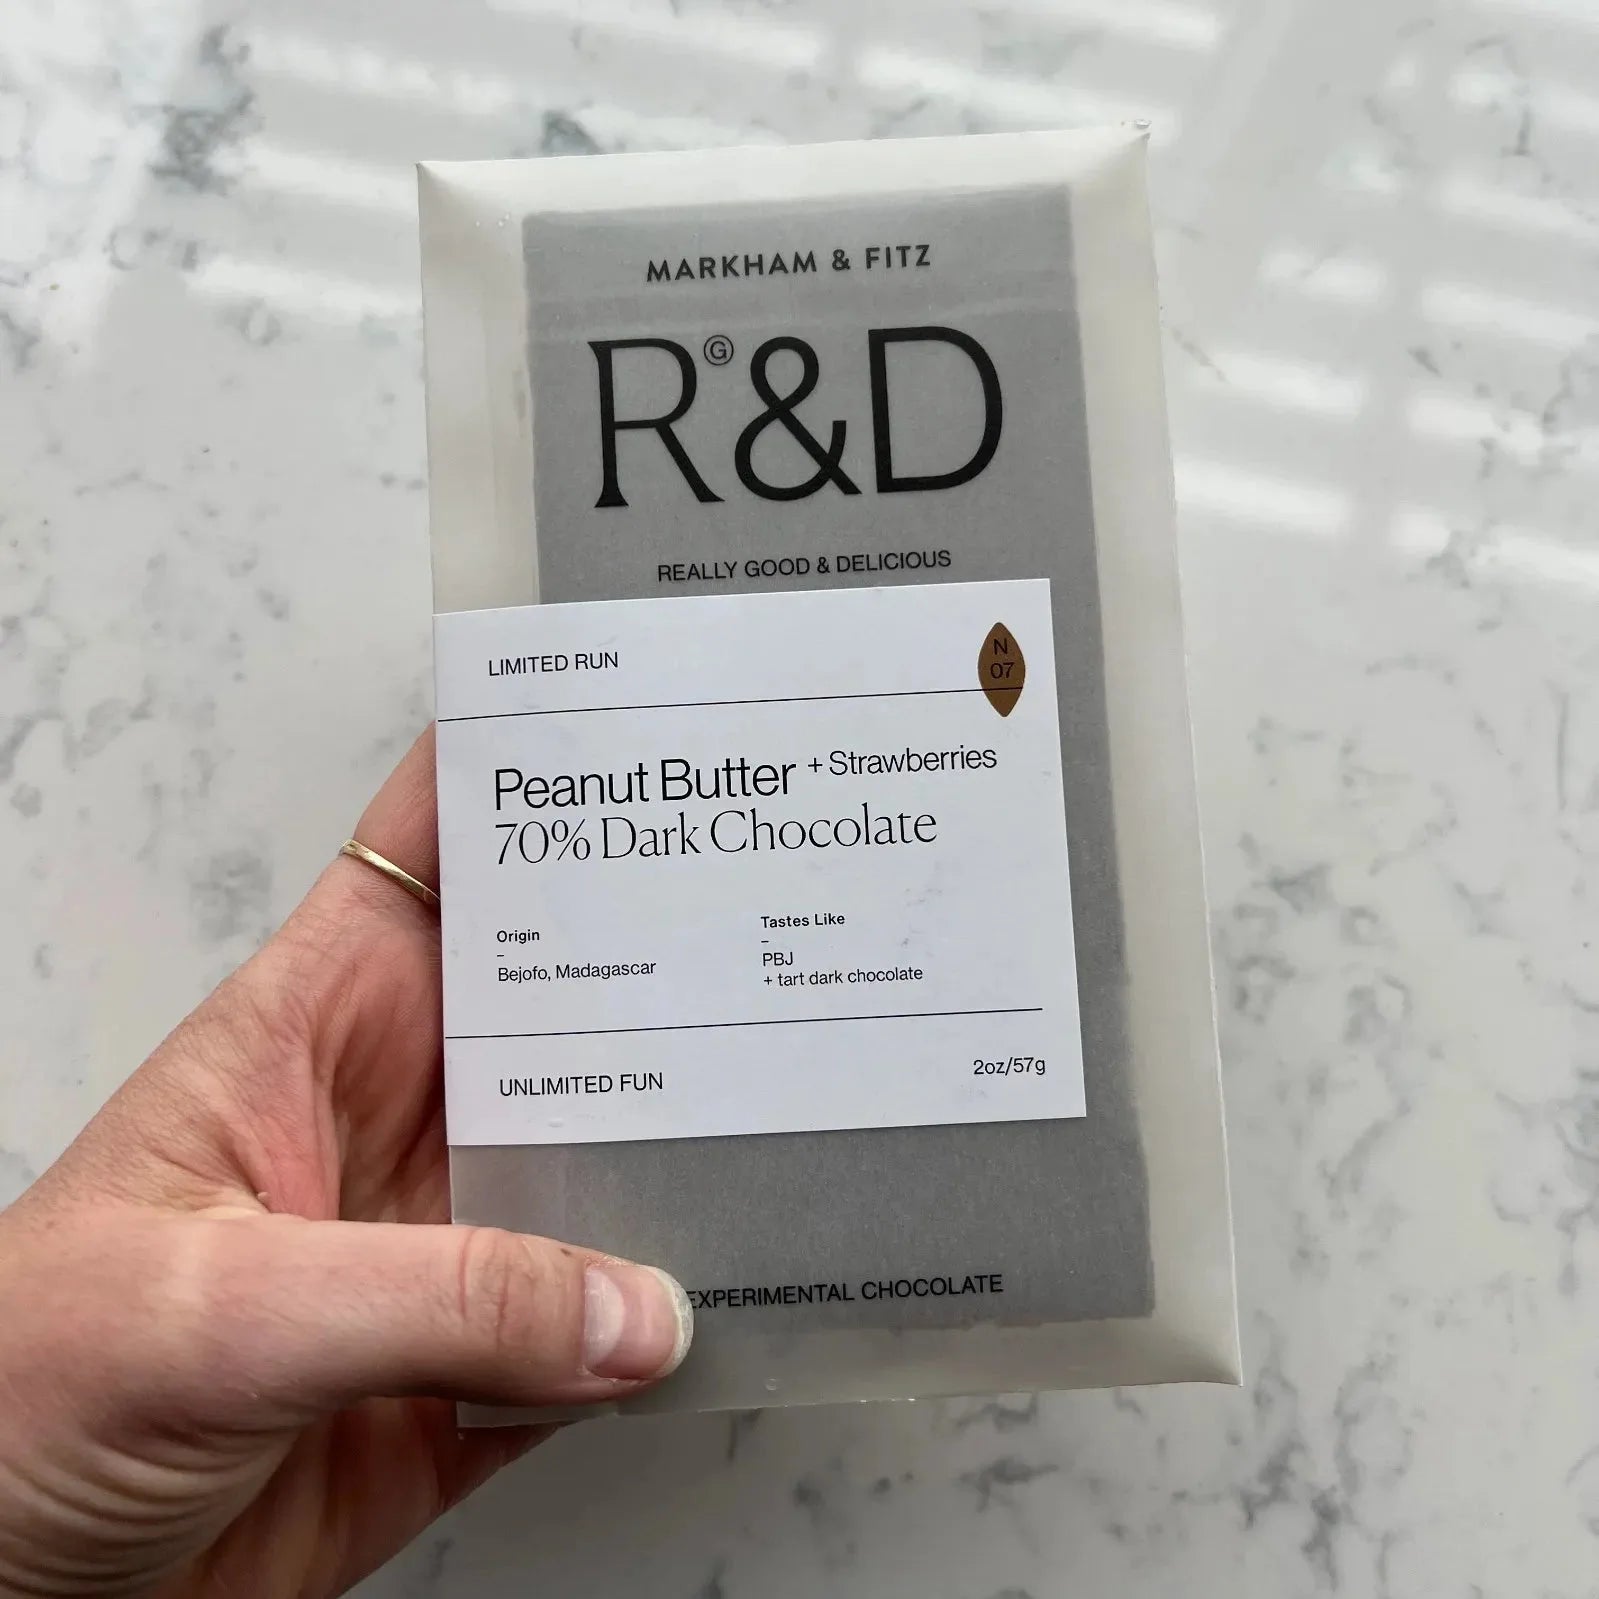 MARKHAM & FITZ
R&D
G
REALLY GOOD & DELICIOUS
LIMITED RUN
N
07
Peanut Butter + Strawberries
70% Dark Chocolate
Origin
–
Bejofo, Madagascar
Tastes Like
–
PBJ
+ tart dark chocolate
UNLIMITED FUN
2oz/57g
EXPERIMENTAL CHOCOLATE